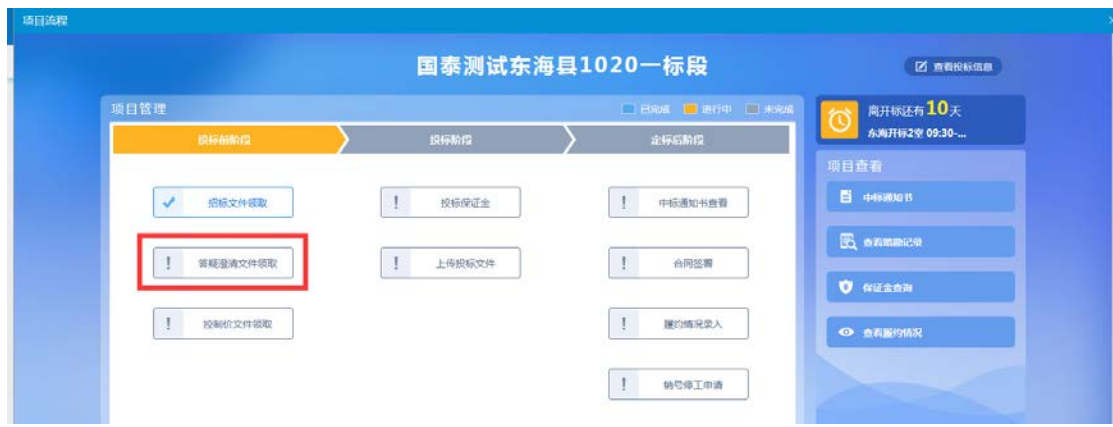 项目流程
国泰测试东海县1020一标段
查看投标信息
项目管理
已完成 进行中 未完成
投标前阶段 投标阶段 定标后阶段
招标文件领取 投标保证金 中标通知书查看
答疑澄清文件领取 上传投标文件 合同签署
控制价文件领取 履约情况录入
停工申请
离开标还有10天
东海开标2室 09:30-...
项目查看
中标通知书
查看踏勘记录
保证金查询
查看履约情况